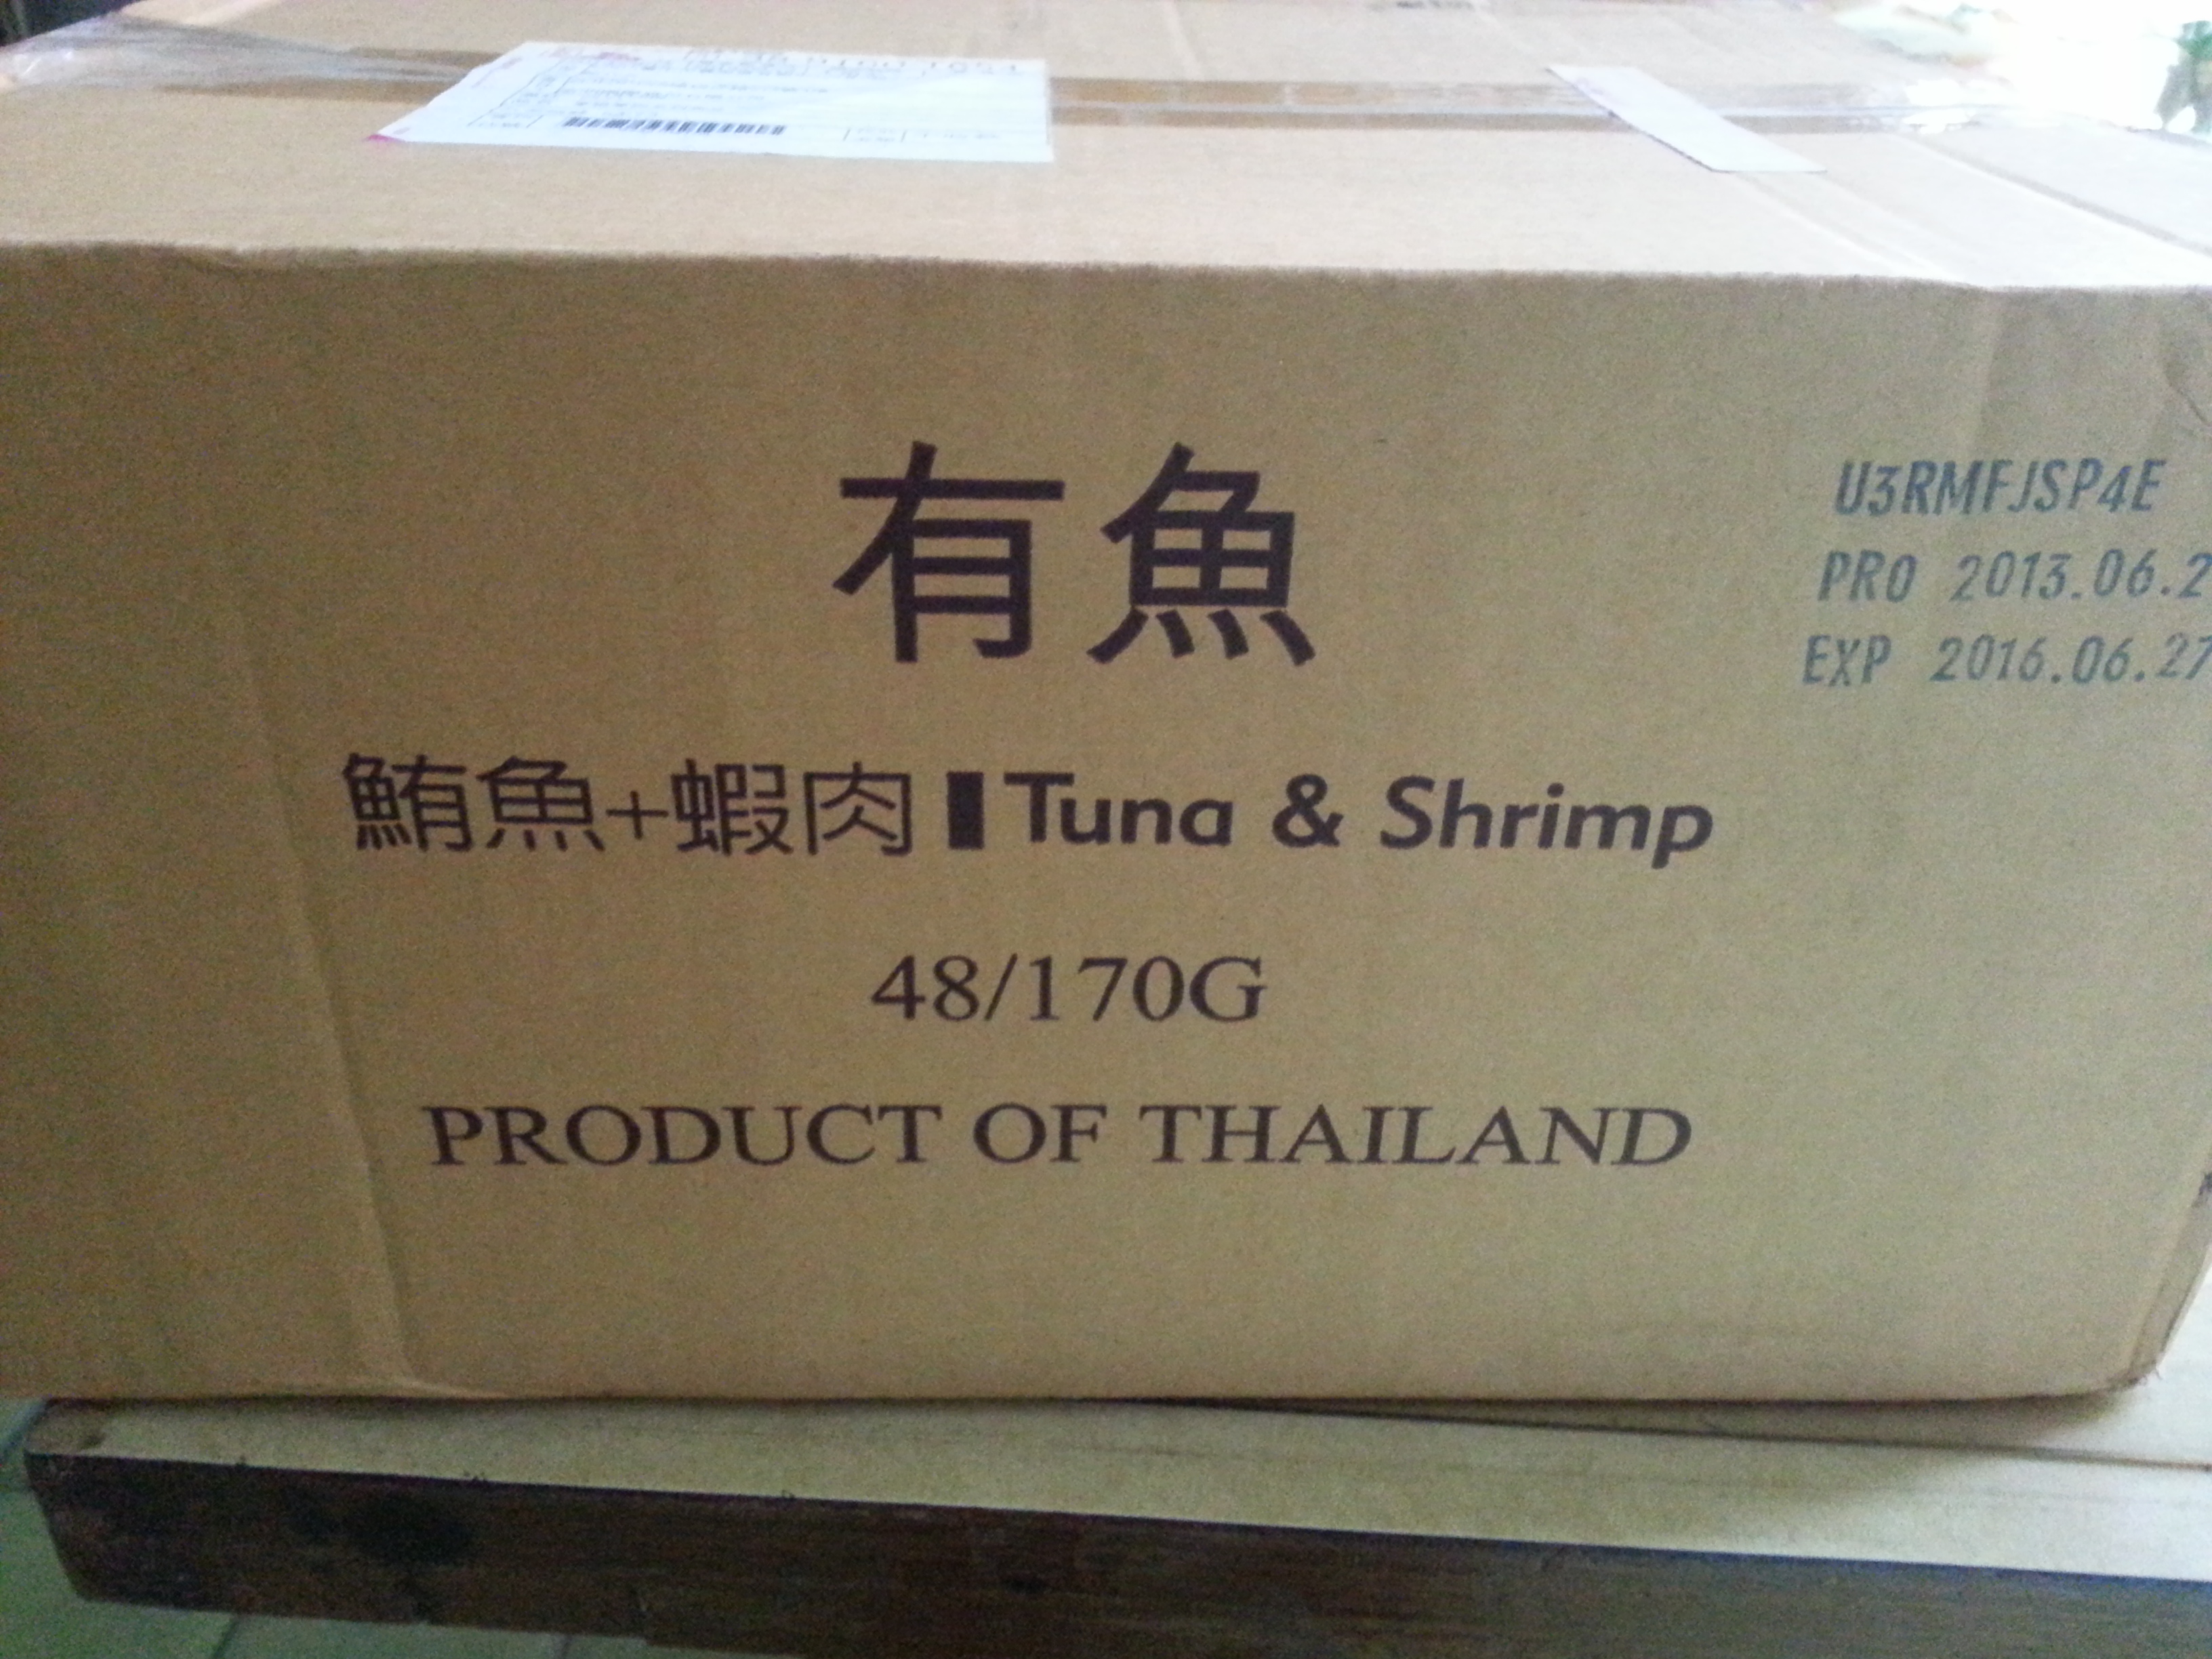 有魚
U3RMFJSP4E
PRO 2013.06.2
EXP 2016.06.27
鮪魚+蝦肉 Tuna & Shrimp
48/170G
PRODUCT OF THAILAND